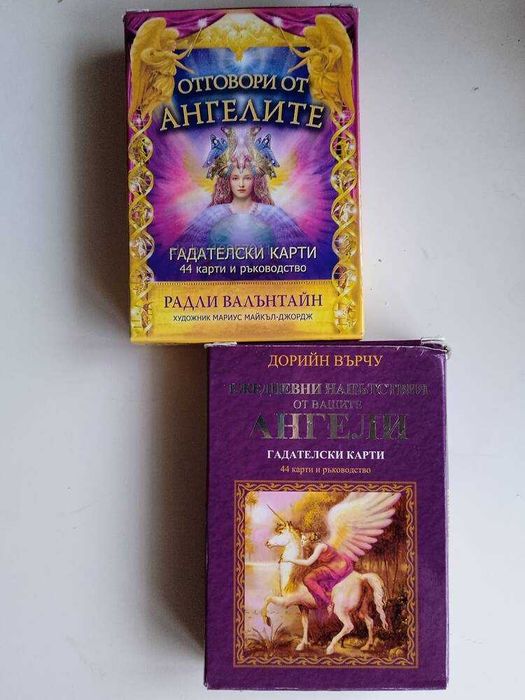 ОТГОВОРИ ОТ
АНГЕЛИТЕ
ГАДАТЕЛСКИ КАРТИ
44 карти и ръководство
РАДЛИ ВАЛЪНТАЙН
ХУДОЖНИК МАРИУС МАЙКЪЛ-ДЖОРДЖ
ДОРИЙН ВЪРЧУ
ЕЖЕДНЕВНИ НАПЪТСТВИЯ
ОТ ВАШИТЕ
АНГЕЛИ
ГАДАТЕЛСКИ КАРТИ
44 карти и ръководство